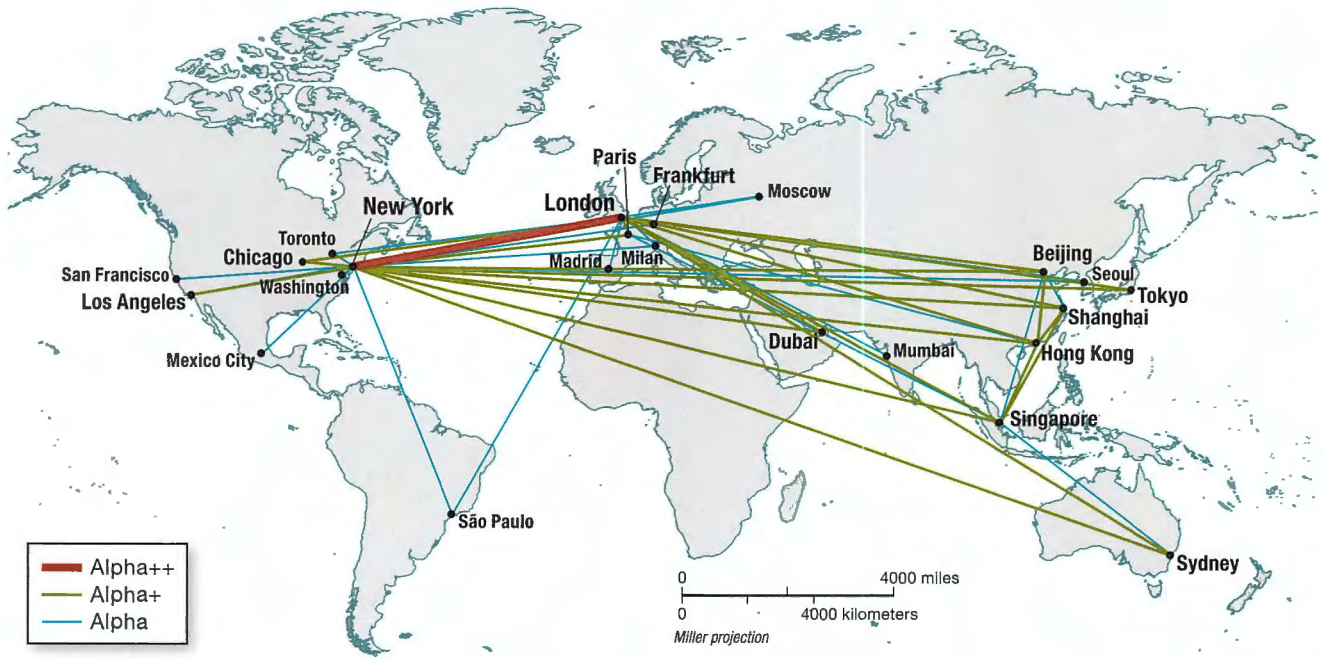 Paris
Frankfurt
Moscow
London
New York
Toronto
Chicago
Madrid
Milan
San Francisco
Washington
Los Angeles
Beijing
Seoul
Tokyo
Shanghai
Dubai
Mumbai
Hong Kong
Mexico City
Singapore
São Paulo
Sydney
Alpha++
Alpha+
Alpha
0 4000 miles
0 4000 kilometers
Miller projection